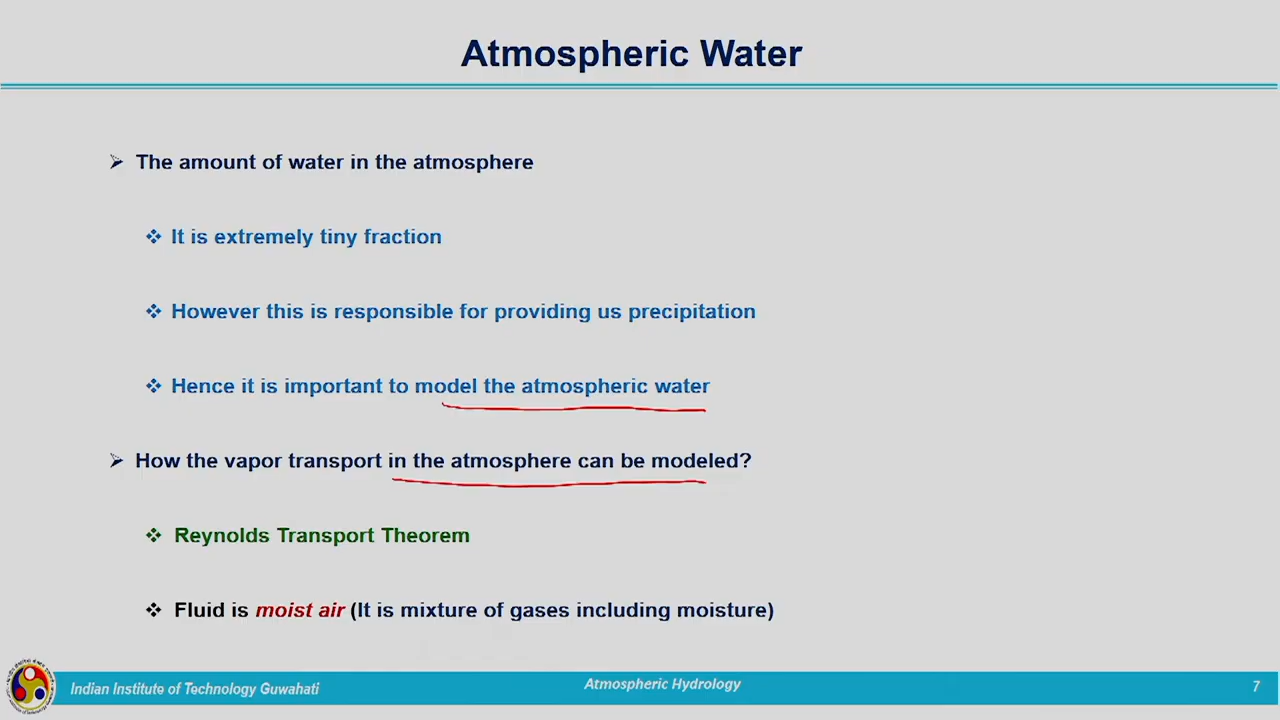 Atmospheric Water
The amount of water in the atmosphere
It is extremely tiny fraction
However this is responsible for providing us precipitation
Hence it is important to model the atmospheric water
How the vapor transport in the atmosphere can be modeled?
Reynolds Transport Theorem
Fluid is moist air (It is mixture of gases including moisture)
Indian Institute of Technology Guwahati
Atmospheric Hydrology
7